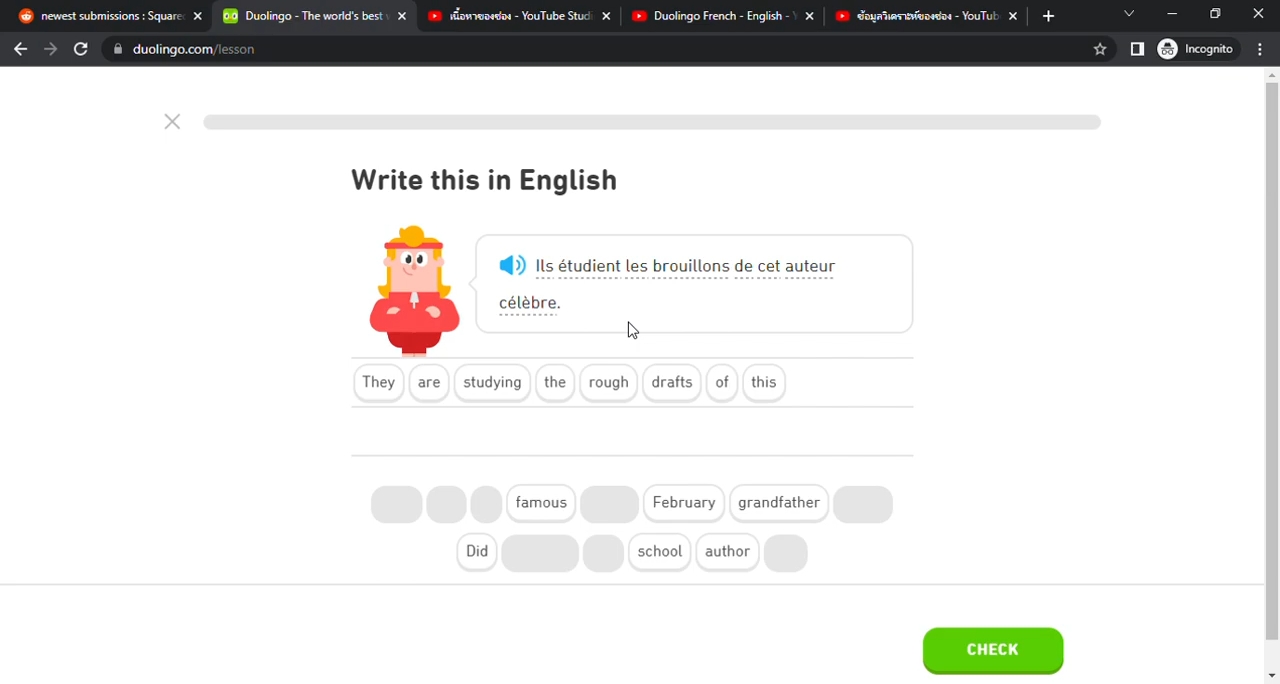 newest submissions : Square
Duolingo - The world's best
เนื้อหาของช่อง - YouTube Studi
Duolingo French - English -
ข้อมูลวิเคราะห์ของช่อง - YouTub
duolingo.com/lesson
Incognito
Write this in English
Ils étudient les brouillons de cet auteur
célèbre.
They are studying the rough drafts of this
famous February grandfather
Did school author
CHECK